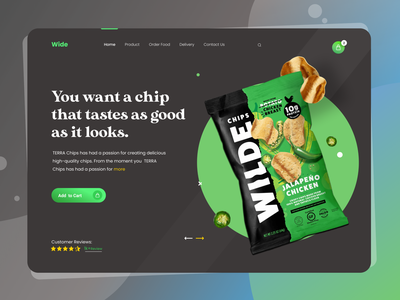 Wide
Home Product Order Food Delivery Contact Us
You want a chip
that tastes as good
as it looks.
TERRA Chips has had a passion for creating delicious
high-quality chips. From the moment you TERRA
Chips has had a passion for more
Add to Cart
Customer Reviews:
WILDE
CHIPS
10g
JALAPEÑO
CHICKEN